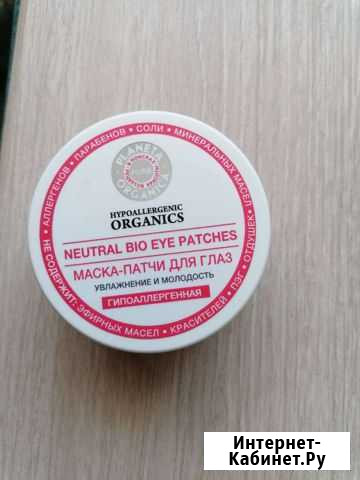 PLANETA
PURE
ORGANICA
HYPOALLERGENIC
ORGANICS
NEUTRAL BIO EYE PATCHES
МАСКА-ПАТЧИ ДЛЯ ГЛАЗ
УВЛАЖНЕНИЕ И МОЛОДОСТЬ
ГИПОАЛЛЕРГЕННАЯ
НЕ СОДЕРЖИТ: ЭФИРНЫХ МАСЕЛ • КРАСИТЕЛЕЙ • ПЭГ • ОТДУШЕК • МИНЕРАЛЬНЫХ МАСЕЛ • СОЛИ • ПАРАБЕНОВ • АЛЛЕРГЕНОВ •
Интернет-
Кабинет.Ру